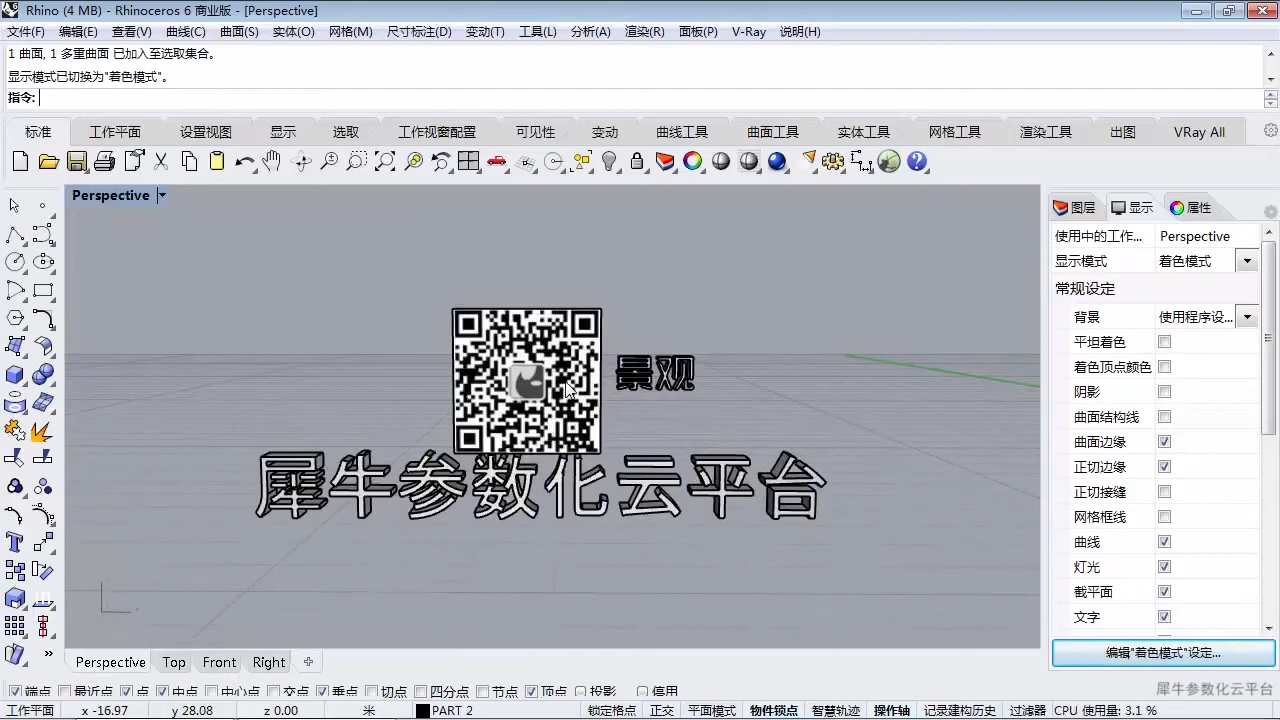 Rhino (4 MB) - Rhinoceros 6 商业版 - [Perspective]
文件(F) 编辑(E) 查看(V) 曲线(C) 曲面(S) 实体(O) 网格(M) 尺寸标注(D) 变动(T) 工具(L) 分析(A) 渲染(R) 面板(P) V-Ray 说明(H)
1 曲面, 1 多重曲面 已加入至选取集合。
显示模式已切换为"着色模式"。
指令:
标准 工作平面 设置视图 显示 选取 工作视窗配置 可见性 变动 曲线工具 曲面工具 实体工具 网格工具 渲染工具 出图 VRay All
Perspective
图层 显示 属性
使用中的工作... Perspective
显示模式 着色模式
常规设定
背景 使用程序设...
平坦着色
着色顶点颜色
阴影
曲面结构线
曲面边缘
正切边缘
正切接缝
网格框线
曲线
灯光
截平面
文字
编辑"着色模式"设定...
景观
犀牛参数化云平台
Perspective Top Front Right
端点 最近点 点 中点 中心点 交点 垂点 切点 四分点 节点 顶点 投影 停用
犀牛参数化云平台
工作平面 x -16.97 y 28.08 z 0.00 米 PART 2 锁定格点 正交 平面模式 物件锁点 智慧轨迹 操作轴 记录建构历史 过滤器 CPU 使用量: 3.1 %